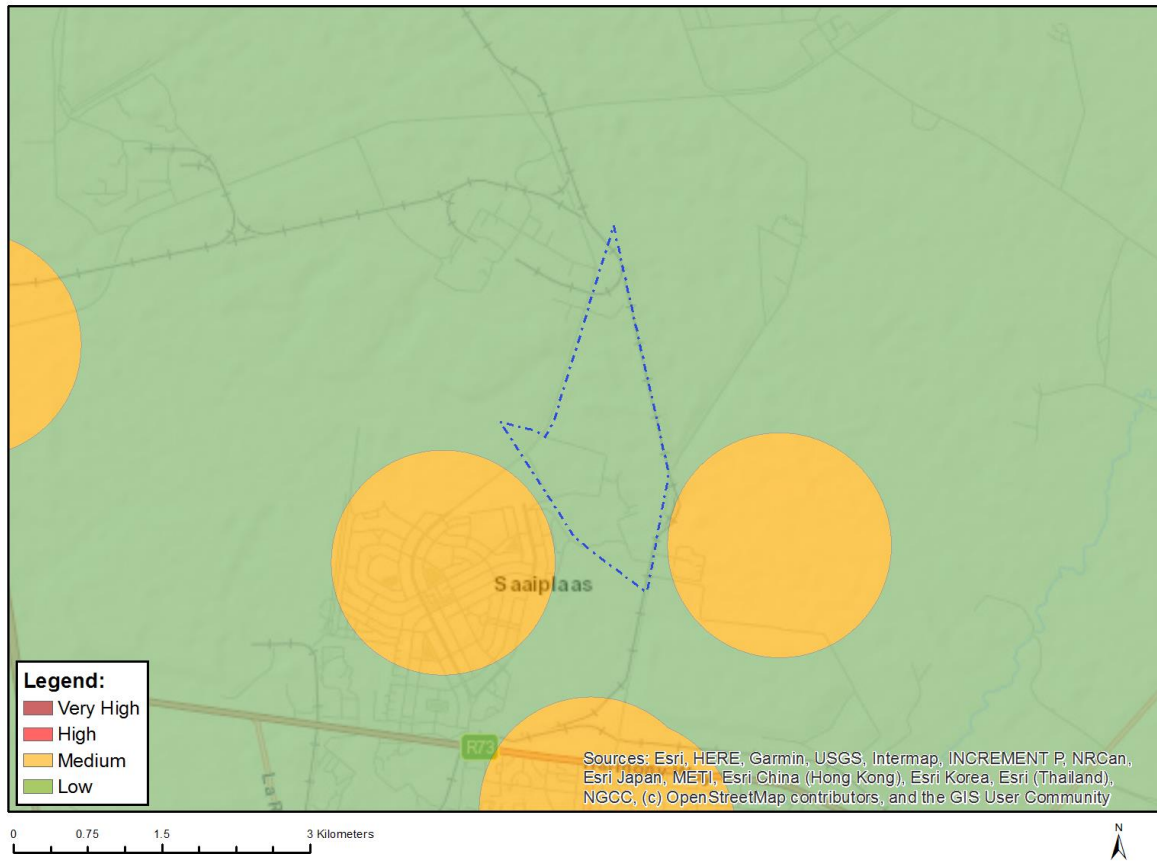 Saaiplaas
R73
Legend:
Very High
High
Medium
Low
Sources: Esri, HERE, Garmin, USGS, Intermap, INCREMENT P, NRCan,
Esri Japan, METI, Esri China (Hong Kong), Esri Korea, Esri (Thailand),
NGCC, (c) OpenStreetMap contributors, and the GIS User Community
0 0.75 1.5 3 Kilometers
N